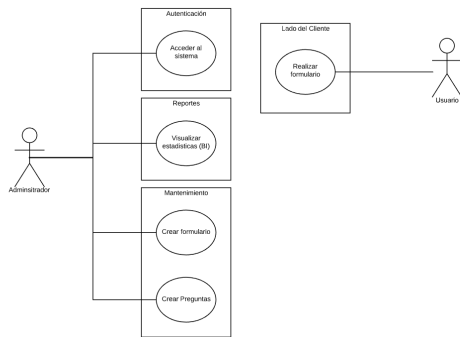 Autenticación
Acceder al
sistema
Lado del Cliente
Realizar
formulario
Usuario
Reportes
Visualizar
estadisticas (BI)
Adminsitrador
Mantenimiento
Crear formulario
Crear Preguntas